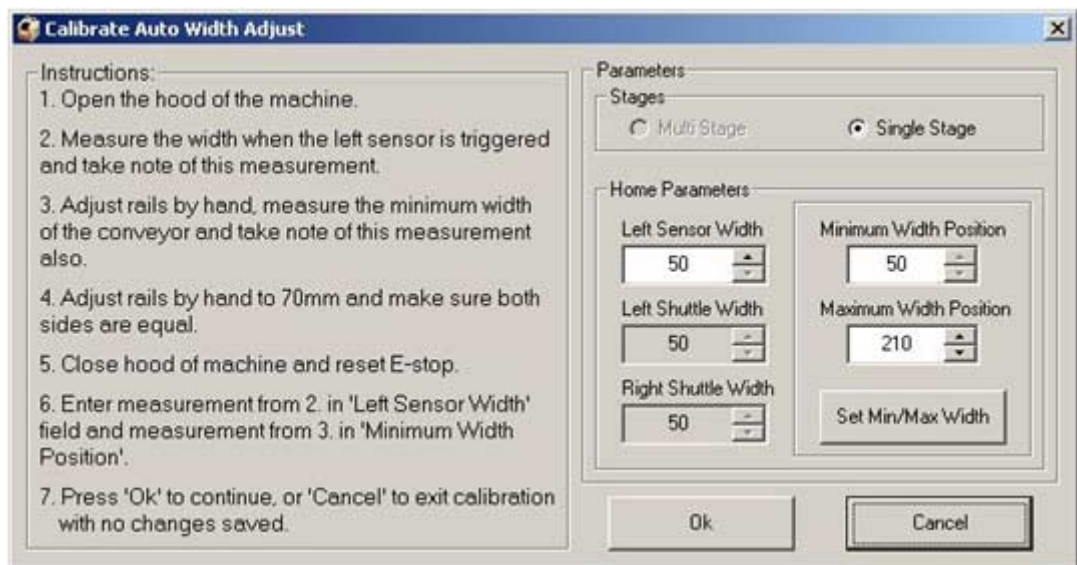 Calibrate Auto Width Adjust
Instructions:
1. Open the hood of the machine.
2. Measure the width when the left sensor is triggered
and take note of this measurement.
3. Adjust rails by hand, measure the minimum width
of the conveyor and take note of this measurement
also.
4. Adjust rails by hand to 70mm and make sure both
sides are equal.
5. Close hood of machine and reset E-stop.
6. Enter measurement from 2. in 'Left Sensor Width'
field and measurement from 3. in 'Minimum Width
Position'.
7. Press 'Ok' to continue, or 'Cancel' to exit calibration
with no changes saved.
Parameters
Stages
Multi Stage
Single Stage
Home Parameters
Left Sensor Width
50
Left Shuttle Width
50
Right Shuttle Width
50
Minimum Width Position
50
Maximum Width Position
210
Set Min/Max Width
Ok
Cancel